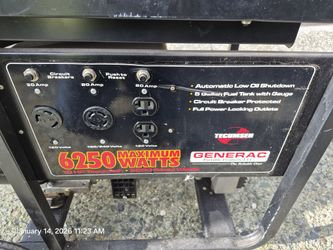 Circuit Breakers
Push to Reset
30 Amp
20 Amp
20 Amp
120 Volts
120/240 Volts
120 Volts
• Automatic Low Oil Shutdown
• 5 Gallon Fuel Tank with Gauge
• Circuit Breaker Protected
• Full Power Locking Outlets
TECUMSEH
6250 MAXIMUM WATTS
GENERAC
January 14, 2026 11:23 AM